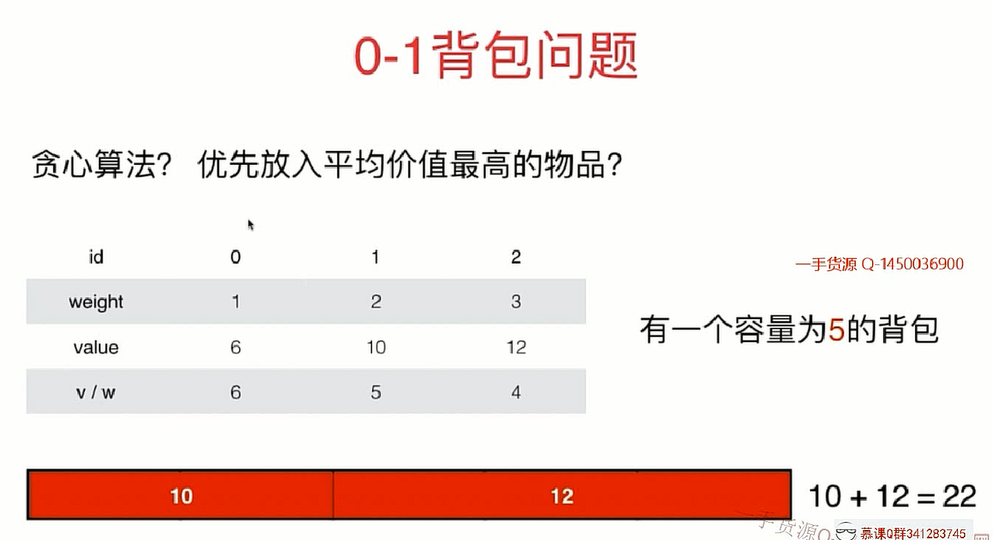 0-1背包问题
贪心算法? 优先放入平均价值最高的物品?
id 0 1 2
一手货源 Q-1450036900
weight 1 2 3
有一个容量为5的背包
value 6 10 12
v / w 6 5 4
10 12 10 + 12 = 22
一手货源Q-
慕课Q群341283745